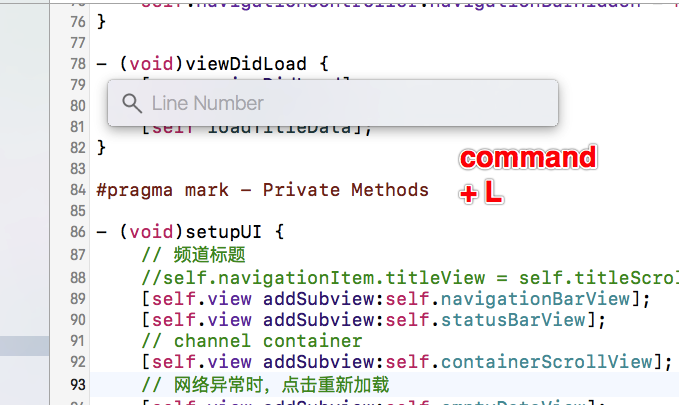 76 }
77
78 - (void)viewDidLoad {
79
Line Number
80
81 [self loadTitleData];
82 }
83
command
+ L
84 #pragma mark - Private Methods
85
86 - (void)setupUI {
87 // 频道标题
88 //self.navigationItem.titleView = self.titleScro
89 [self.view addSubview:self.navigationBarView];
90 [self.view addSubview:self.statusBarView];
91 // channel container
92 [self.view addSubview:self.containerScrollView];
93 // 网络异常时，点击重新加载